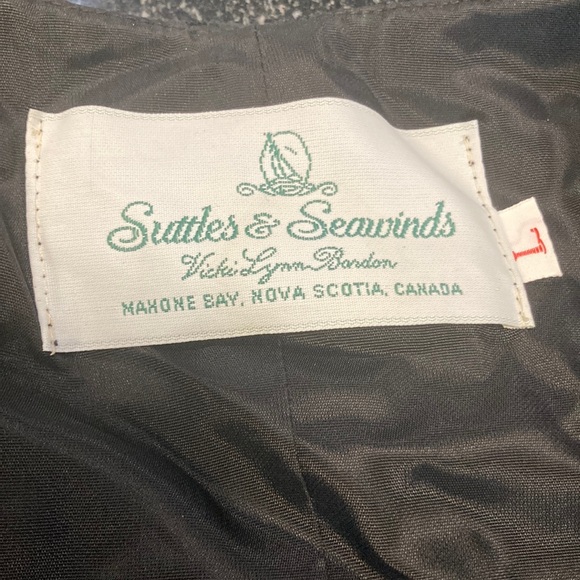 Suttles & Seawinds
Vicki Lynn Bardon
MAHONE BAY, NOVA SCOTIA, CANADA
L